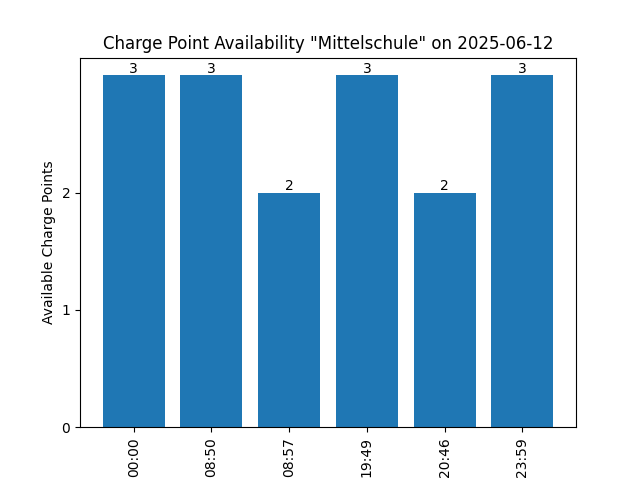 Charge Point Availability "Mittelschule" on 2025-06-12
3 3 2 3 2 3
Available Charge Points
2
1
0
00:00 08:50 08:57 19:49 20:46 23:59